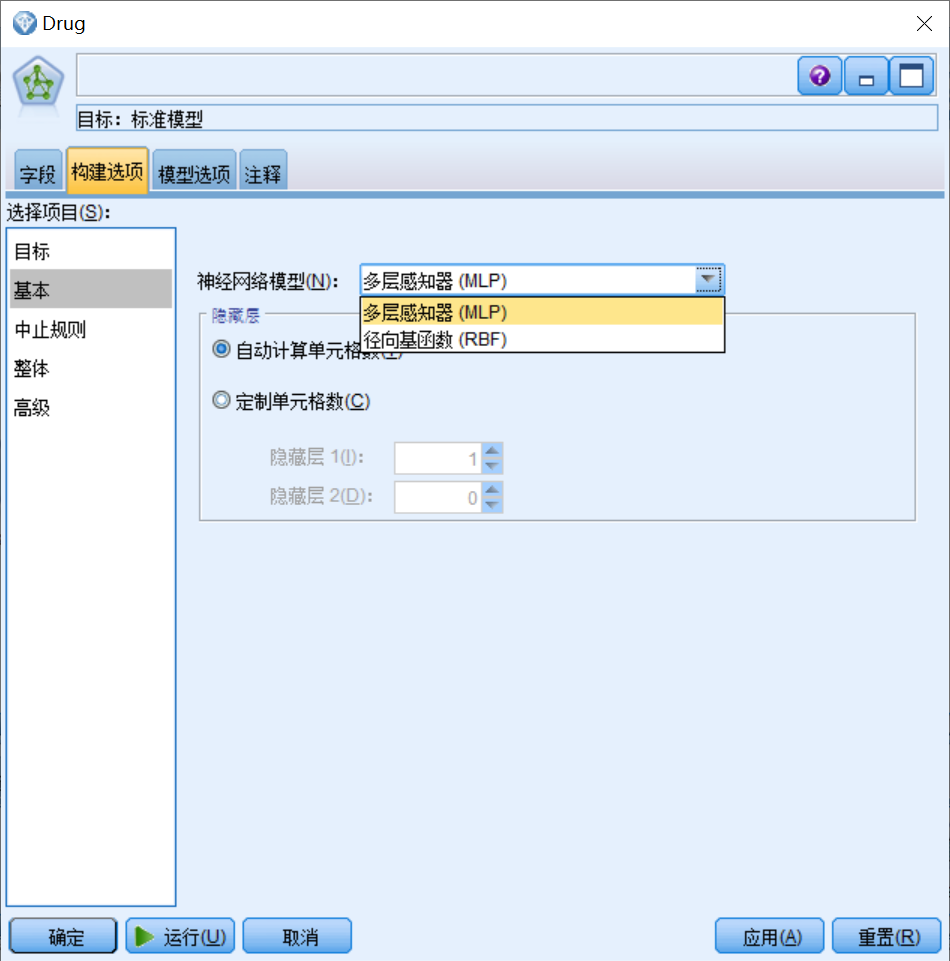 Drug
目标：标准模型
字段 构建选项 模型选项 注释
选择项目(S)：
目标
基本
中止规则
整体
高级
神经网络模型(N)： 多层感知器 (MLP)
多层感知器 (MLP)
径向基函数 (RBF)
隐藏层
自动计算单元格数
定制单元格数(C)
隐藏层 1(I)： 1
隐藏层 2(D)： 0
确定 运行(U) 取消 应用(A) 重置(R)